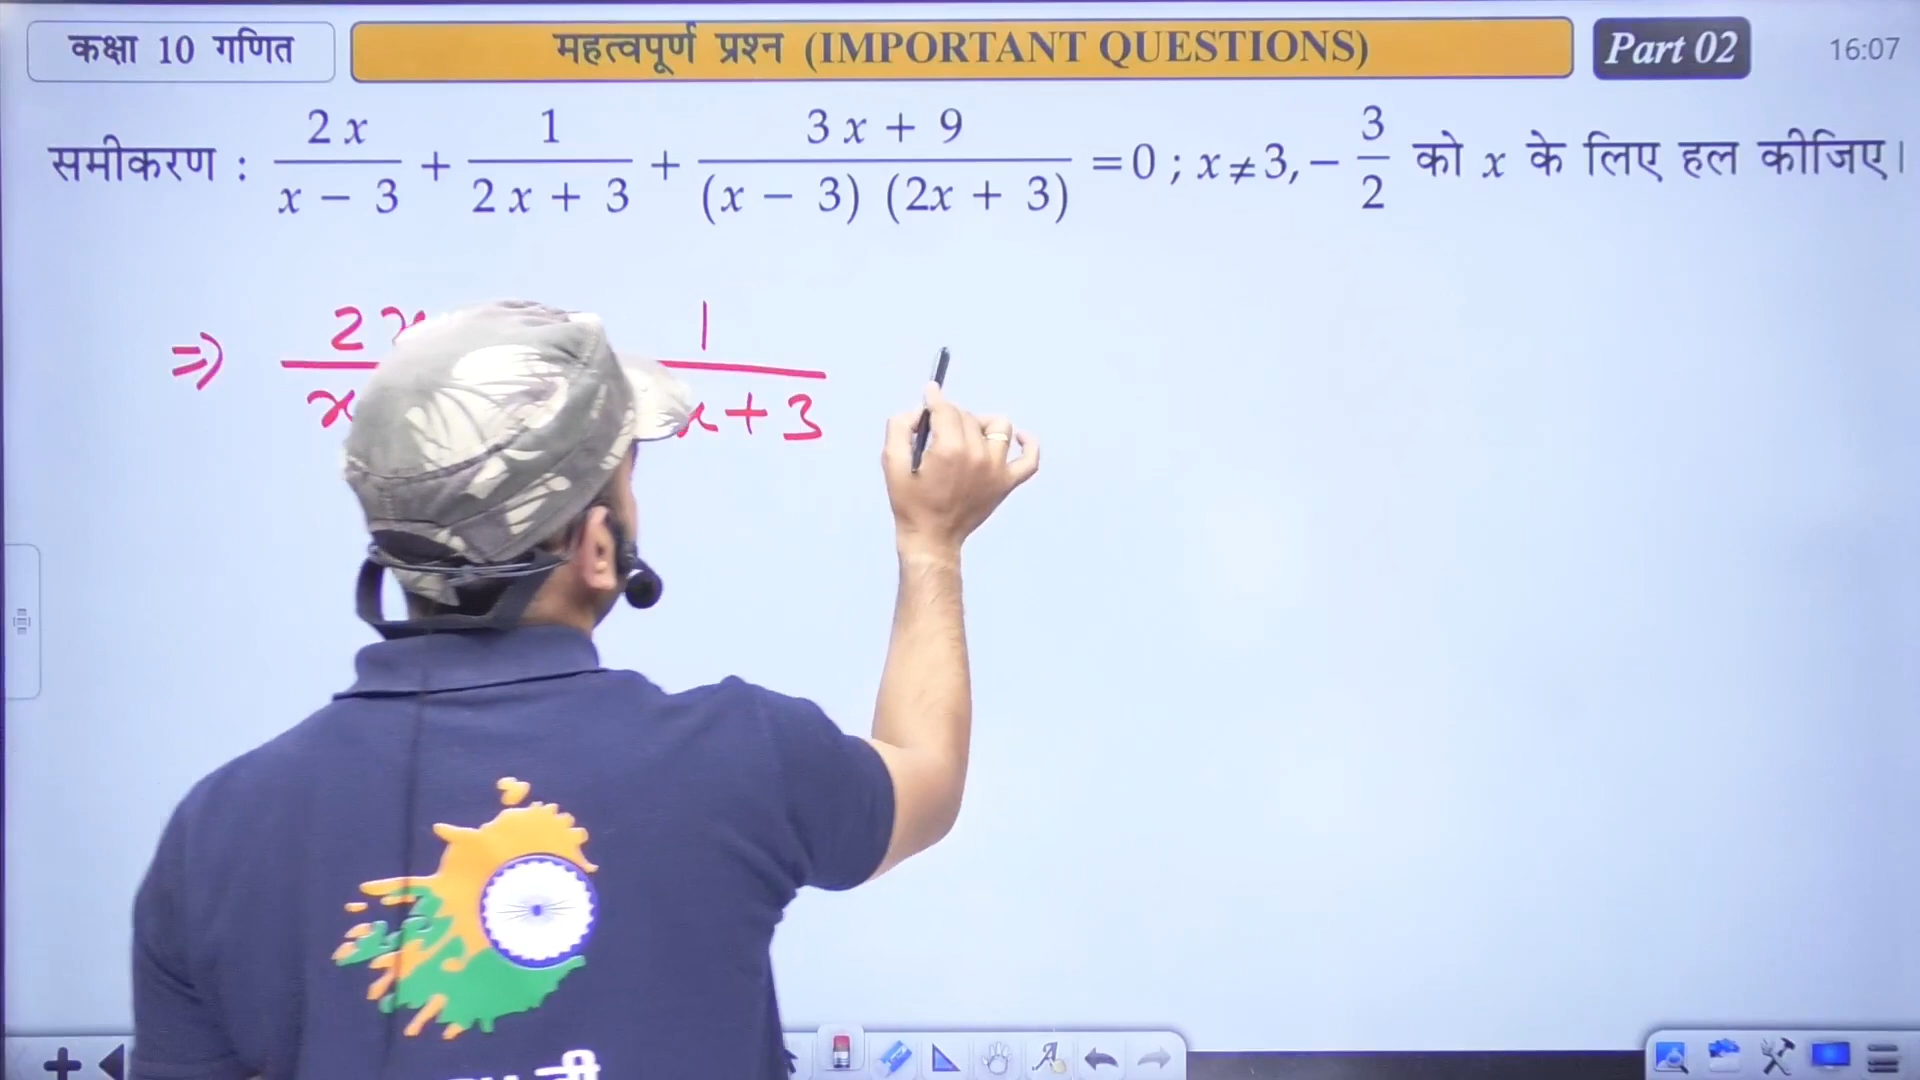 कक्षा 10 गणित
महत्वपूर्ण प्रश्न (IMPORTANT QUESTIONS)
Part 02
16:07
समीकरण : 2x/(x − 3) + 1/(2x + 3) + (3x + 9)/((x − 3) (2x + 3)) = 0 ; x ≠ 3, − 3/2 को x के लिए हल कीजिए।
⇒ 2x/x 1/x+3
जी